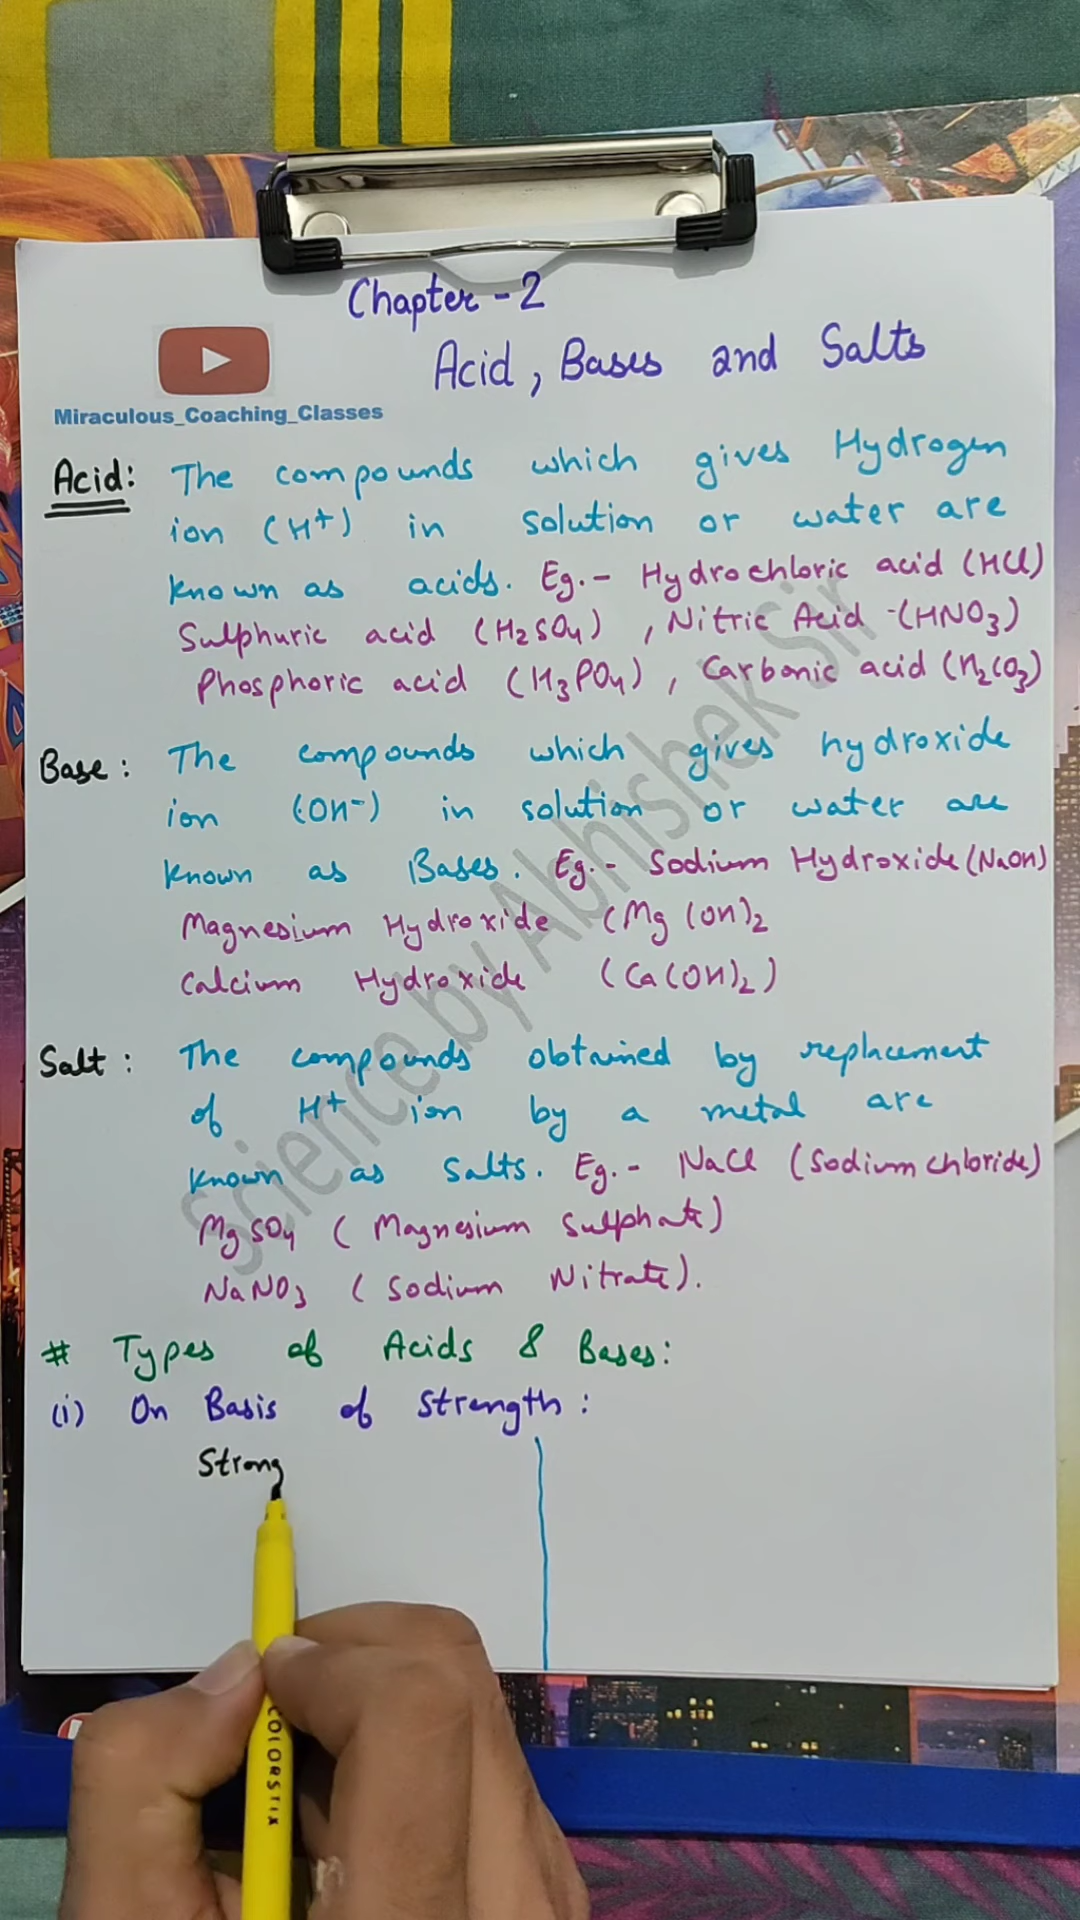 Chapter - 2
Acid, Bases and Salts
Miraculous_Coaching_Classes
Acid: The compounds which gives Hydrogen
ion (H+) in solution or water are
known as acids. Eg.- Hydrochloric acid (HCl)
Sulphuric acid (H2SO4), Nitric Acid -(HNO3)
Phosphoric acid (H3PO4), Carbonic acid (H2CO3)
Base: The compounds which gives hydroxide
ion (OH-) in solution or water are
known as Bases. Eg.- Sodium Hydroxide (NaOH)
Magnesium Hydroxide (Mg(OH)2
Calcium Hydroxide (Ca(OH)2)
Salt: The compounds obtained by replacement
of H+ ion by a metal are
known as Salts. Eg.- NaCl (Sodium chloride)
MgSO4 (Magnesium Sulphate)
NaNO3 (Sodium Nitrate).
# Types of Acids & Bases:
(i) On Basis of Strength:
Strong
Science by Abhishek Sir
COLORSTIX